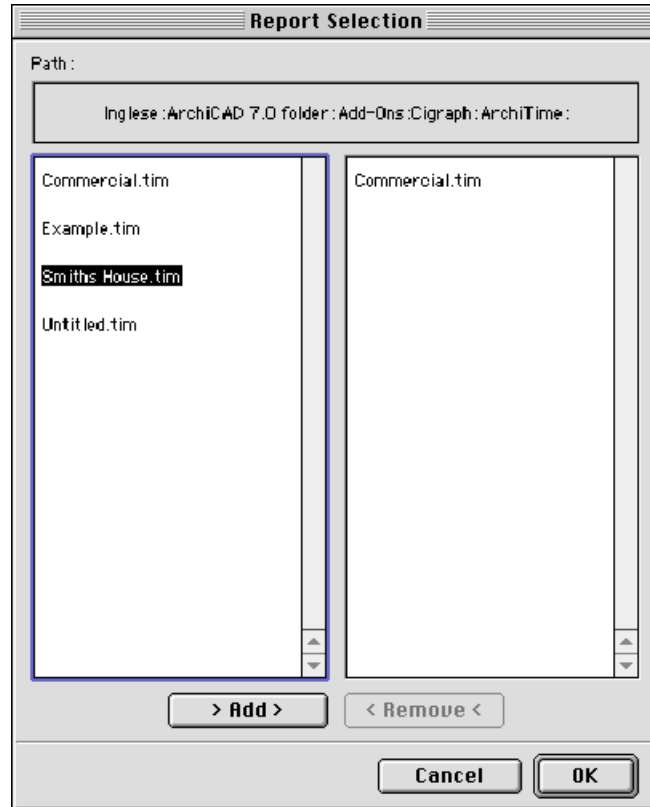 Report Selection
Path :
Inglese :ArchiCAD 7.0 folder :Add-Ons :Cigraph : ArchiTime :
Commercial.tim
Example.tim
Smiths House.tim
Untitled.tim
Commercial.tim
> Add >
< Remove <
Cancel
OK